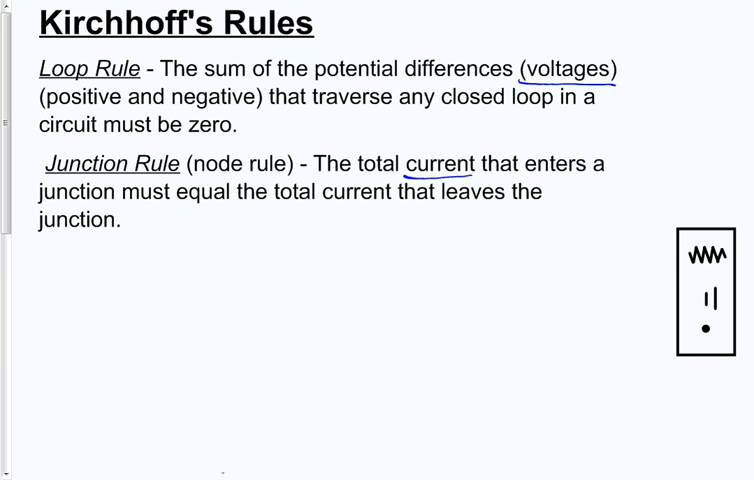 Kirchhoff's Rules
Loop Rule - The sum of the potential differences (voltages)
(positive and negative) that traverse any closed loop in a
circuit must be zero.
Junction Rule (node rule) - The total current that enters a
junction must equal the total current that leaves the
junction.